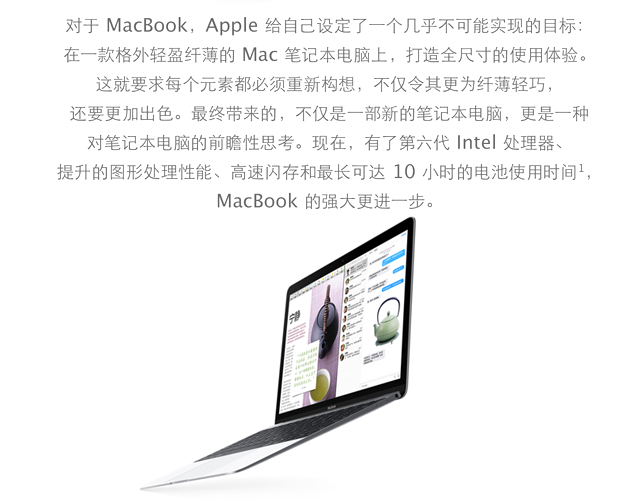 对于 MacBook，Apple 给自己设定了一个几乎不可能实现的目标：
在一款格外轻盈纤薄的 Mac 笔记本电脑上，打造全尺寸的使用体验。
这就要求每个元素都必须重新构想，不仅令其更为纤薄轻巧，
还要更加出色。最终带来的，不仅是一部新的笔记本电脑，更是一种
对笔记本电脑的前瞻性思考。现在，有了第六代 Intel 处理器、
提升的图形处理性能、高速闪存和最长可达 10 小时的电池使用时间¹，
MacBook 的强大更进一步。
宁静